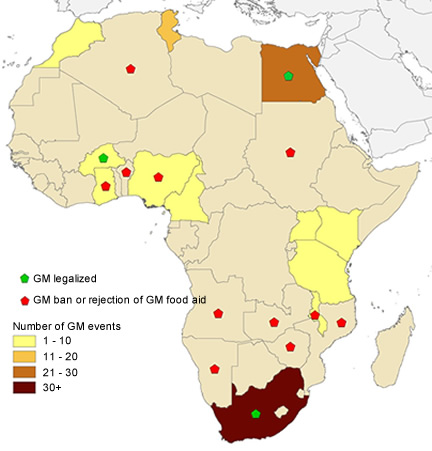 GM legalized
GM ban or rejection of GM food aid
Number of GM events
1 - 10
11 - 20
21 - 30
30+